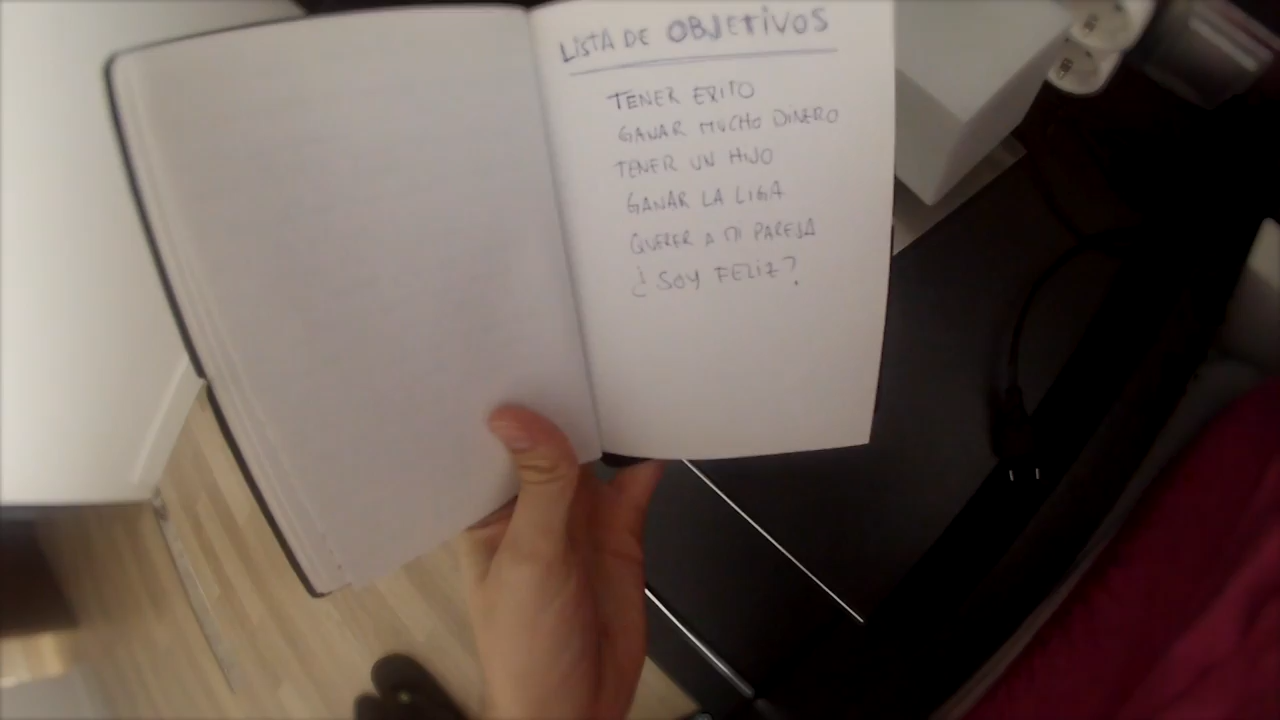 LISTA DE OBJETIVOS
TENER EXITO
GANAR MUCHO DINERO
TENER UN HIJO
GANAR LA LIGA
QUERER A MI PAREJA
¿SOY FELIZ?